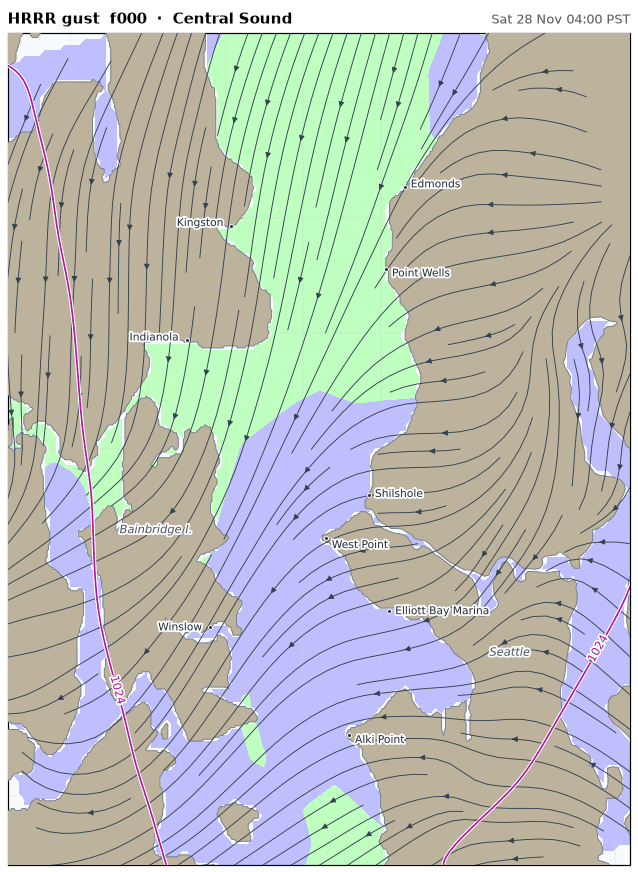 HRRR gust f000 · Central Sound
Sat 28 Nov 04:00 PST
Edmonds
Kingston
Point Wells
Indianola
Shilshole
Bainbridge I.
West Point
Elliott Bay Marina
Winslow
Seattle
1024
1024
Alki Point